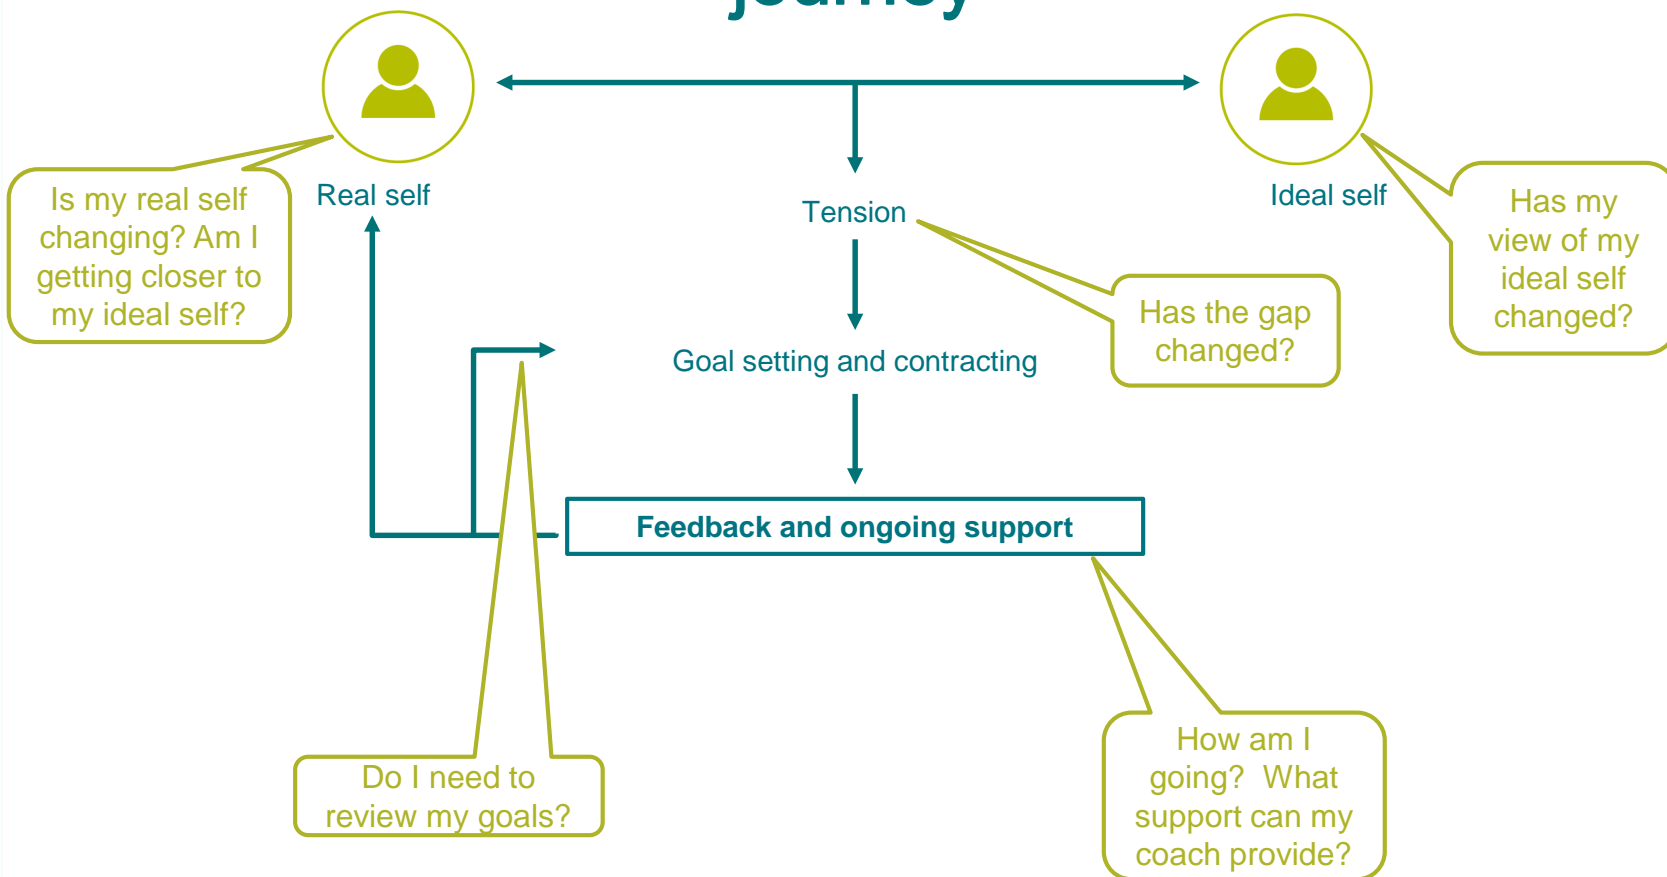 journey
Real self
Ideal self
Is my real self
changing? Am I
getting closer to
my ideal self?
Tension
Has my
view of my
ideal self
changed?
Has the gap
changed?
Goal setting and contracting
Feedback and ongoing support
Do I need to
review my goals?
How am I
going?  What
support can my
coach provide?